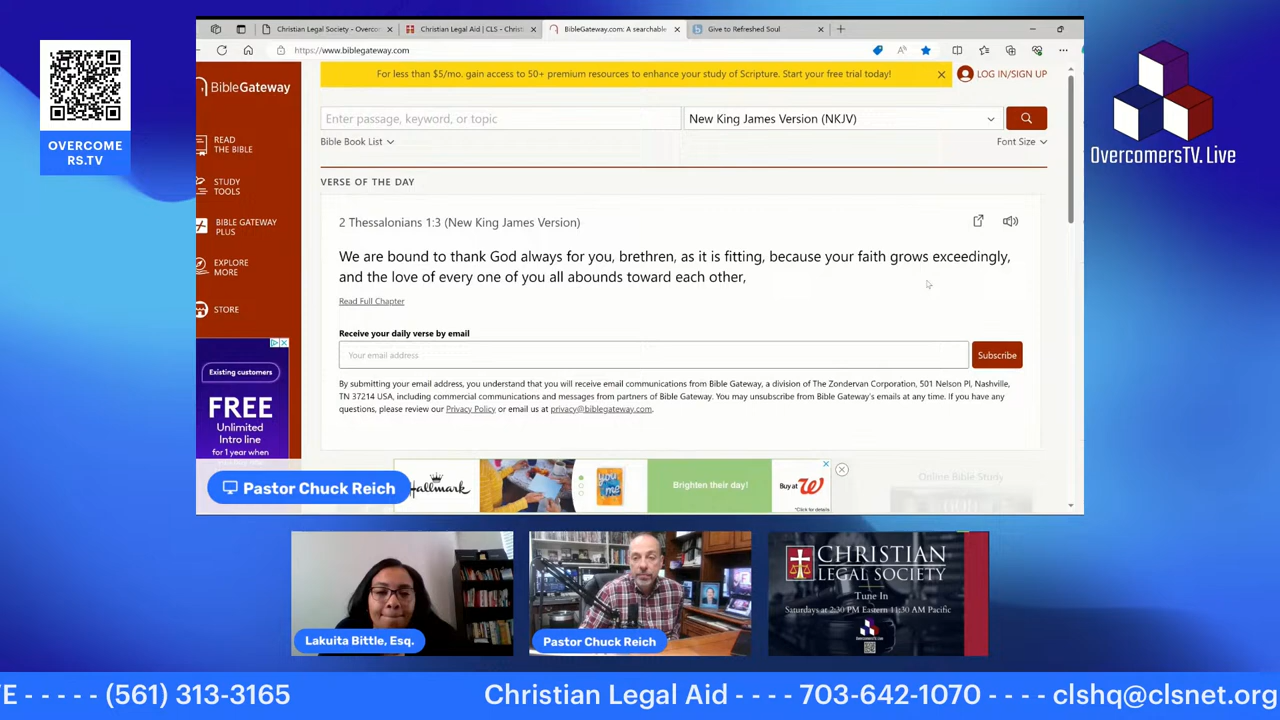 OVERCOME
RS.TV
Christian Legal Society - Overco
Christian Legal Aid | CLS - Christ
BibleGateway.com: A searchable
Give to Refreshed Soul
https://www.biblegateway.com
BibleGateway
READ
THE BIBLE
STUDY
TOOLS
BIBLE GATEWAY
PLUS
EXPLORE
MORE
STORE
Existing customers
FREE
Unlimited
Intro line
for 1 year when
For less than $5/mo. gain access to 50+ premium resources to enhance your study of Scripture. Start your free trial today!
LOG IN/SIGN UP
Enter passage, keyword, or topic
New King James Version (NKJV)
Bible Book List
Font Size
VERSE OF THE DAY
2 Thessalonians 1:3 (New King James Version)
We are bound to thank God always for you, brethren, as it is fitting, because your faith grows exceedingly,
and the love of every one of you all abounds toward each other,
Read Full Chapter
Receive your daily verse by email
Your email address
Subscribe
By submitting your email address, you understand that you will receive email communications from Bible Gateway, a division of The Zondervan Corporation, 501 Nelson Pl, Nashville,
TN 37214 USA, including commercial communications and messages from partners of Bible Gateway. You may unsubscribe from Bible Gateway's emails at any time. If you have any
questions, please review our Privacy Policy or email us at privacy@biblegateway.com.
Hallmark
you
me
Brighten their day!
Buy at W
*Click for details
Online Bible Study
Pastor Chuck Reich
OvercomersTV.Live
Lakuita Bittle, Esq.
Pastor Chuck Reich
CHRISTIAN
LEGAL SOCIETY
Tune In
Saturdays at 2:30 PM Eastern 11:30 AM Pacific
OvercomersTV.Live
E - - - - - (561) 313-3165
Christian Legal Aid - - - - 703-642-1070 - - - - clshq@clsnet.org